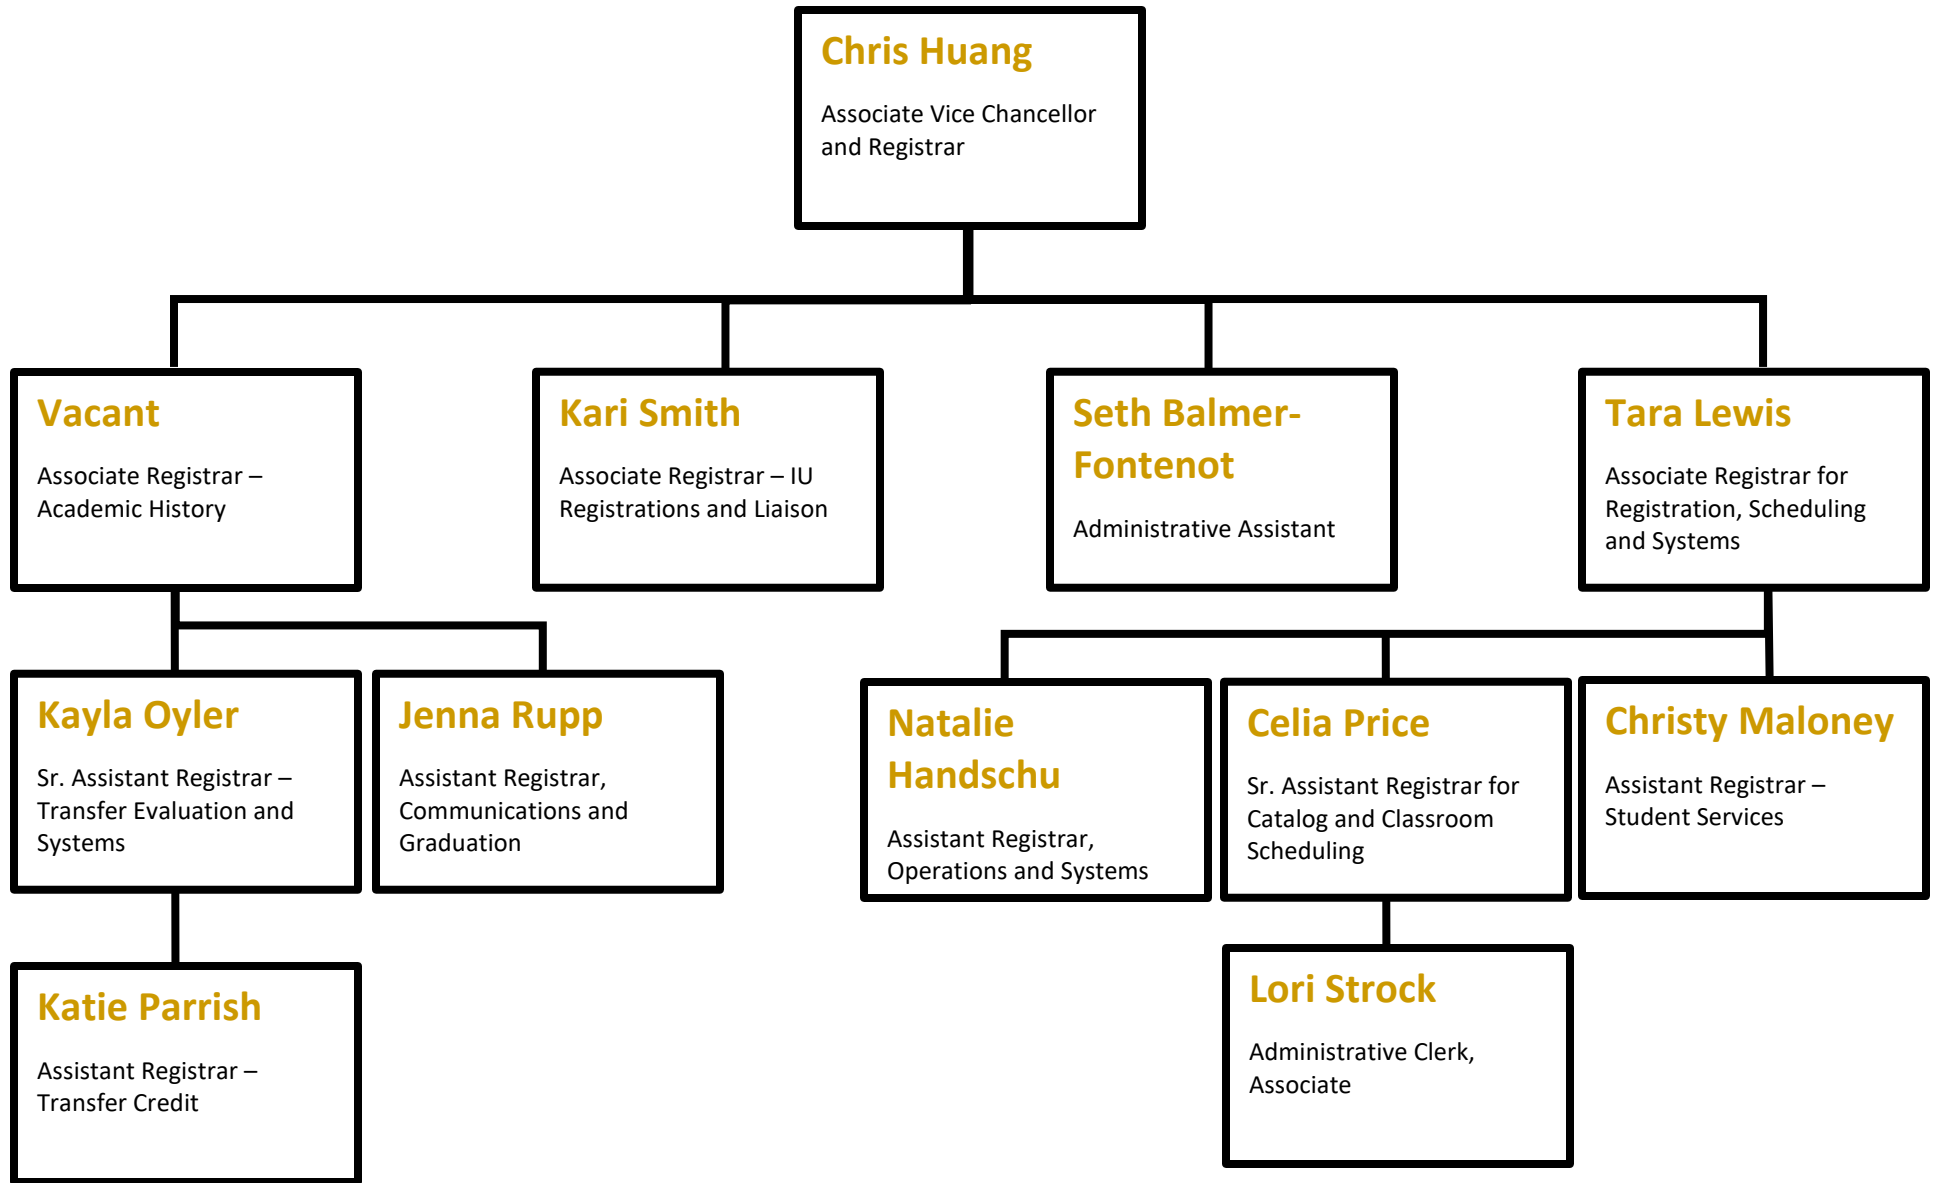 Chris Huang
Associate Vice Chancellor
and Registrar
Vacant
Associate Registrar –
Academic History
Kari Smith
Associate Registrar – IU
Registrations and Liaison
Seth Balmer-
Fontenot
Administrative Assistant
Tara Lewis
Associate Registrar for
Registration, Scheduling
and Systems
Kayla Oyler
Sr. Assistant Registrar –
Transfer Evaluation and
Systems
Jenna Rupp
Assistant Registrar,
Communications and
Graduation
Natalie
Handschu
Assistant Registrar,
Operations and Systems
Celia Price
Sr. Assistant Registrar for
Catalog and Classroom
Scheduling
Christy Maloney
Assistant Registrar –
Student Services
Katie Parrish
Assistant Registrar –
Transfer Credit
Lori Strock
Administrative Clerk,
Associate